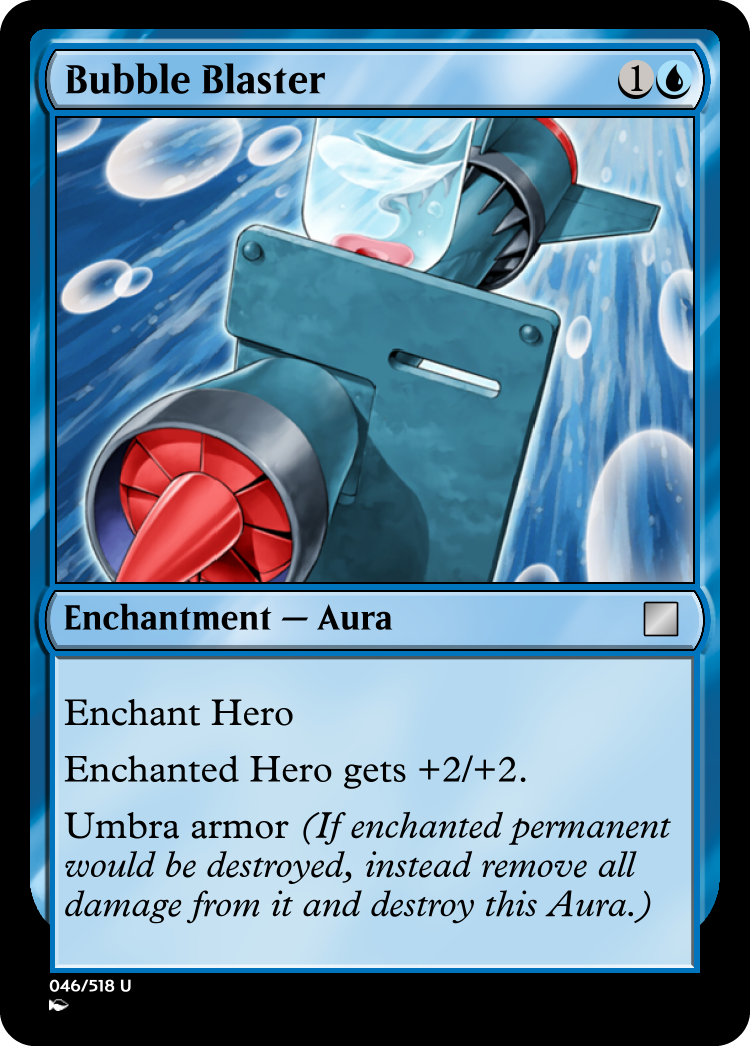 Bubble Blaster 1
Enchantment — Aura
Enchant Hero
Enchanted Hero gets +2/+2.
Umbra armor (If enchanted permanent
would be destroyed, instead remove all
damage from it and destroy this Aura.)
046/518 U